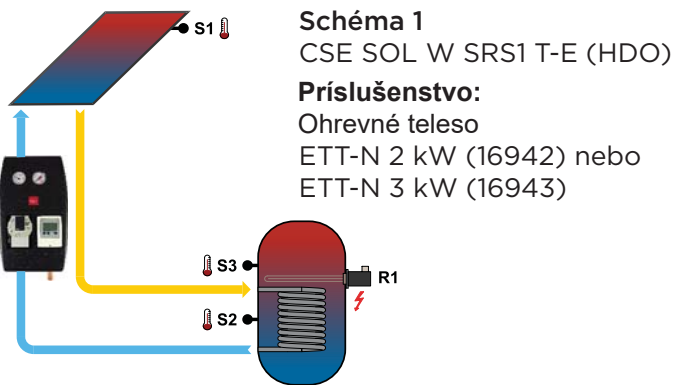 Schéma 1
CSE SOL W SRS1 T-E (HDO)
Príslušenstvo:
Ohrevné teleso
ETT-N 2 kW (16942) nebo
ETT-N 3 kW (16943)
S1
S3
R1
S2